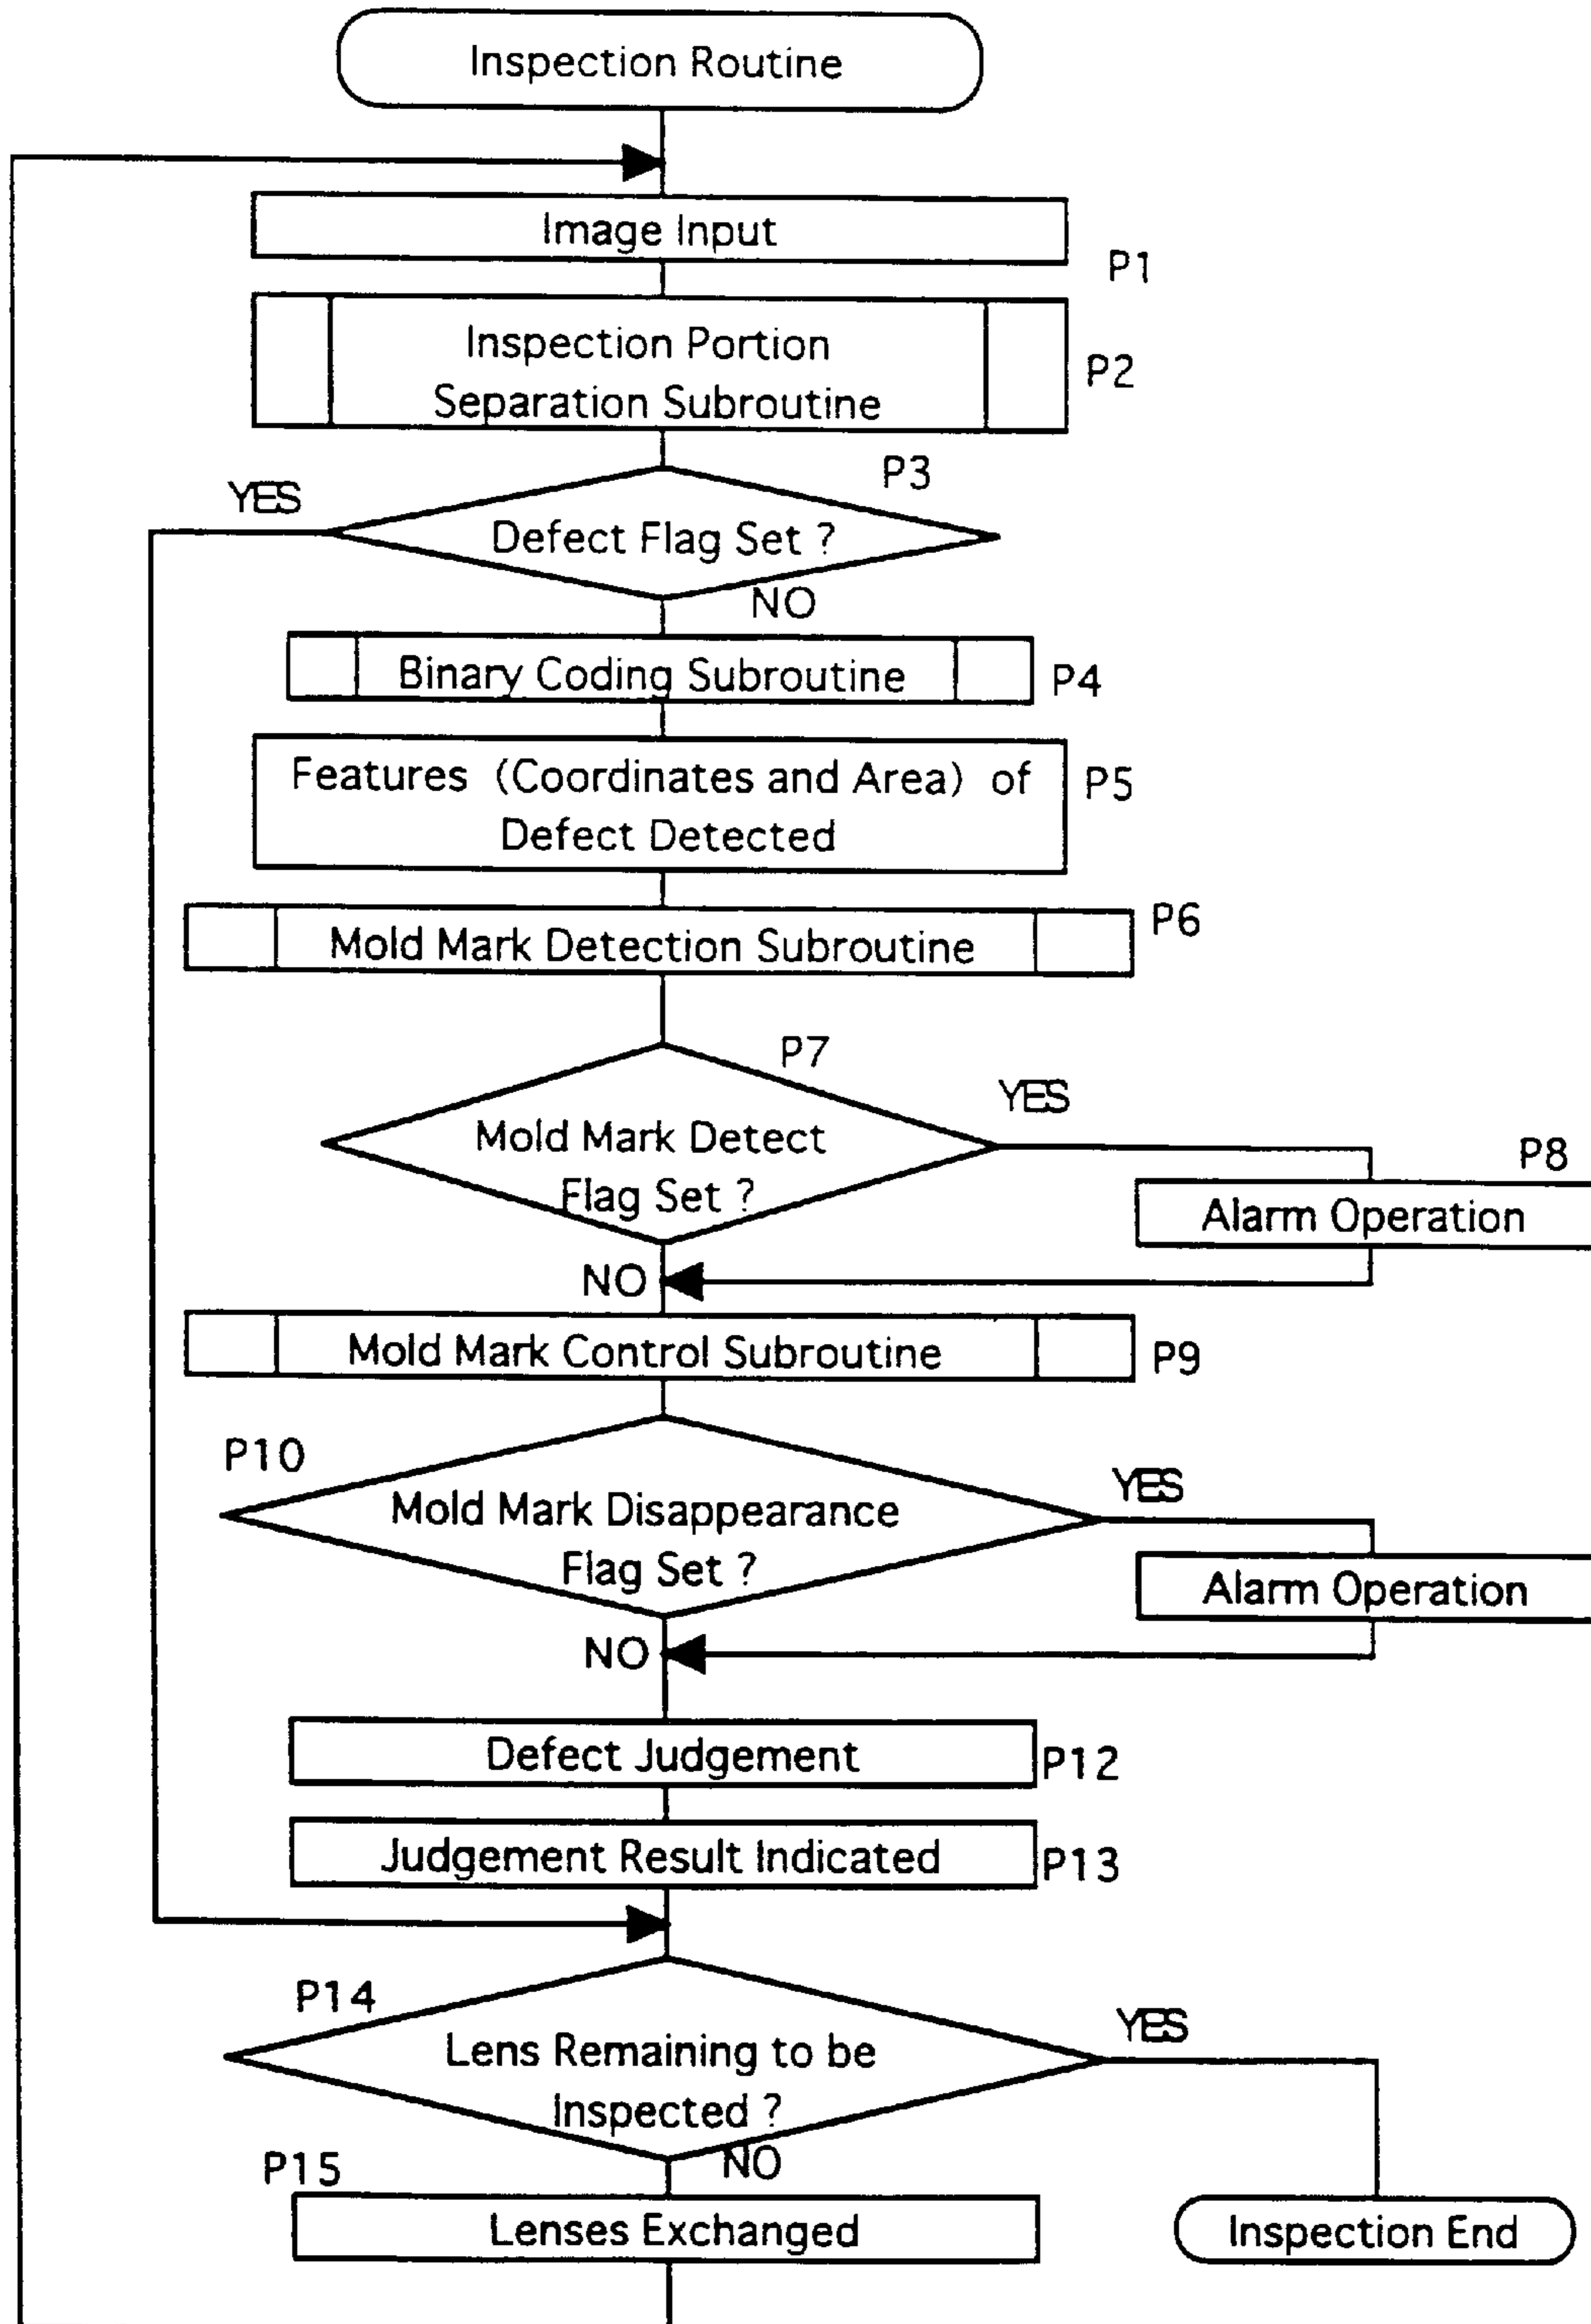 Inspection Routine
Image Input
P1
Inspection Portion
Separation Subroutine
P2
P3
YES
Defect Flag Set ?
NO
Binary Coding Subroutine
P4
Features (Coordinates and Area) of
Defect Detected
P5
Mold Mark Detection Subroutine
P6
P7
YES
Mold Mark Detect
Flag Set ?
P8
Alarm Operation
NO
Mold Mark Control Subroutine
P9
P10
YES
Mold Mark Disappearance
Flag Set ?
Alarm Operation
NO
Defect Judgement
P12
Judgement Result Indicated
P13
P14
YES
Lens Remaining to be
Inspected ?
NO
P15
Lenses Exchanged
Inspection End